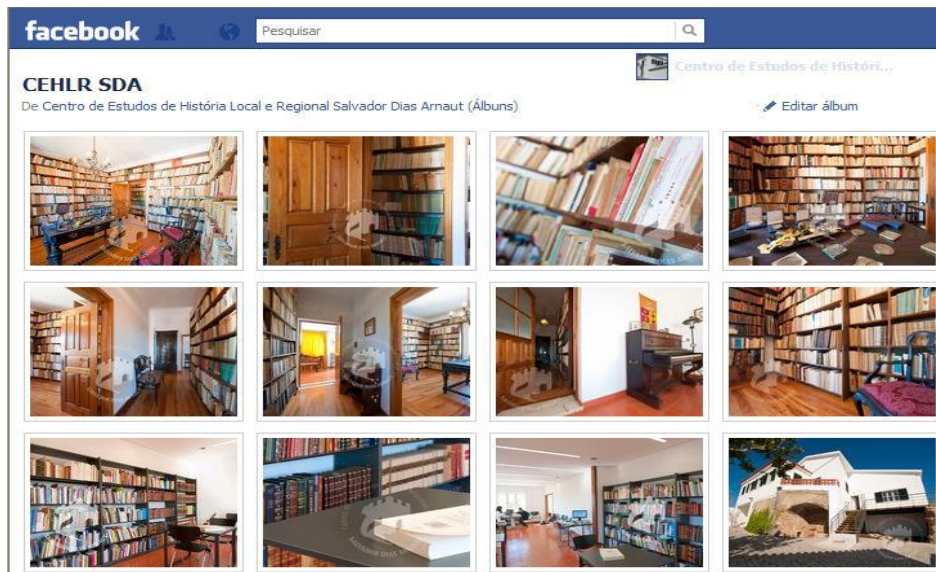 facebook
Pesquisar
Centro de Estudos de Históri...
CEHLR SDA
De Centro de Estudos de História Local e Regional Salvador Dias Arnaut (Álbuns)
Editar álbum